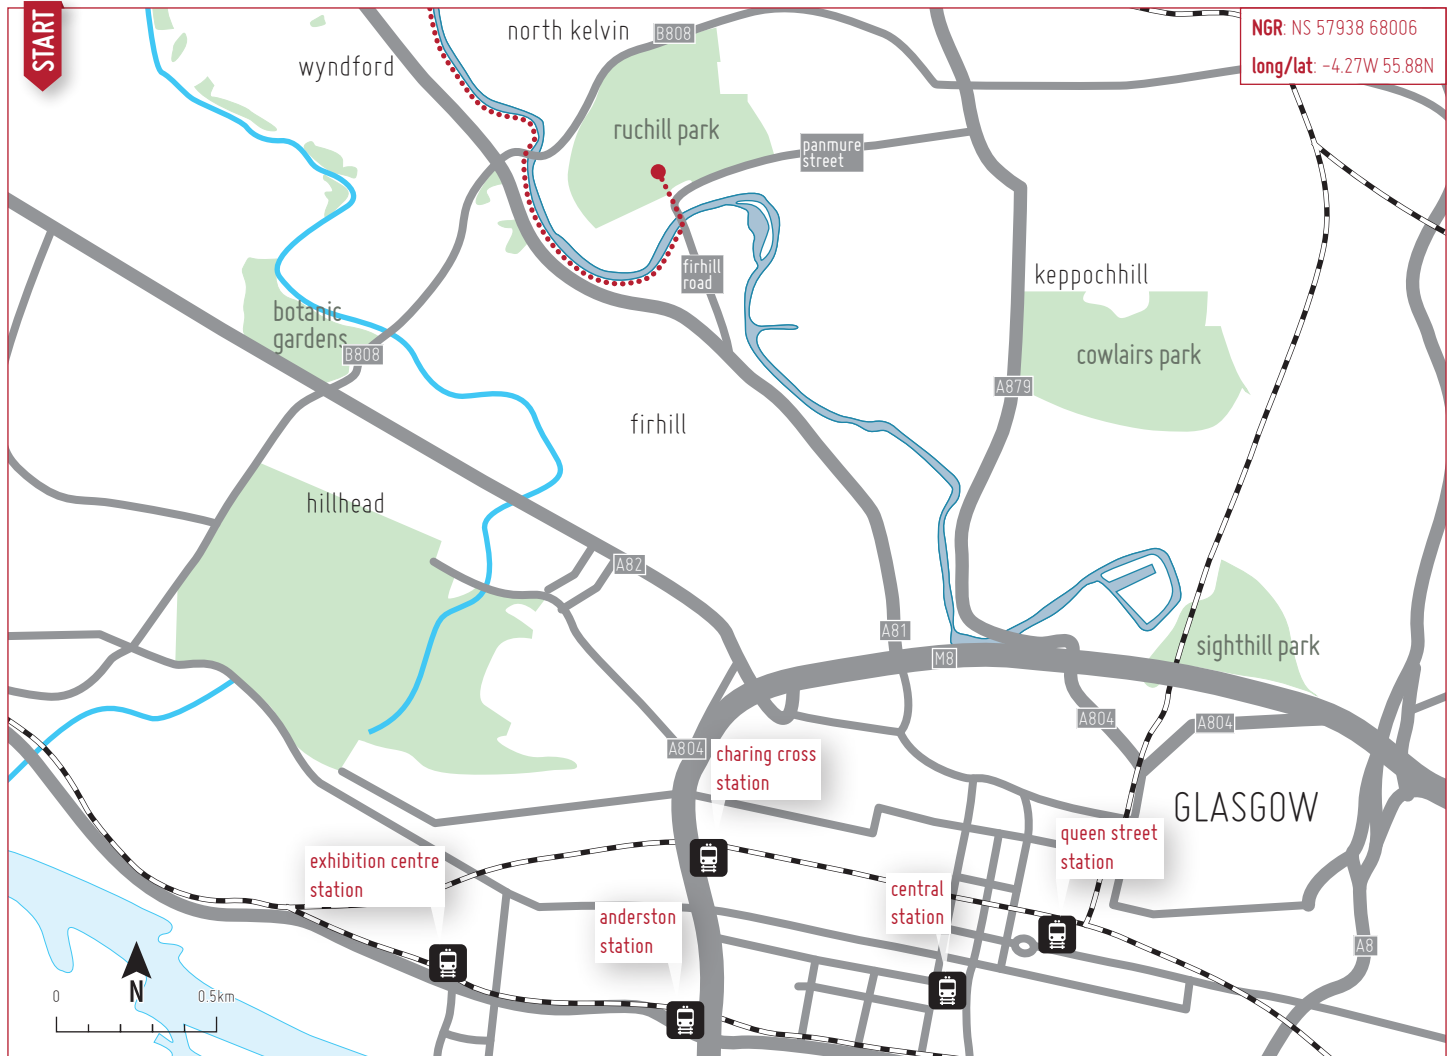 START
north kelvin
B808
NGR: NS 57938 68006
long/lat: -4.27W 55.88N
wyndford
ruchill park
panmure
street
firhill
road
keppochhill
botanic
gardens
B808
cowlairs park
A879
firhill
hillhead
A82
A81
M8
sighthill park
A804
A804
A804
charing cross
station
GLASGOW
queen street
station
exhibition centre
station
central
station
anderston
station
A8
N
0
0.5km